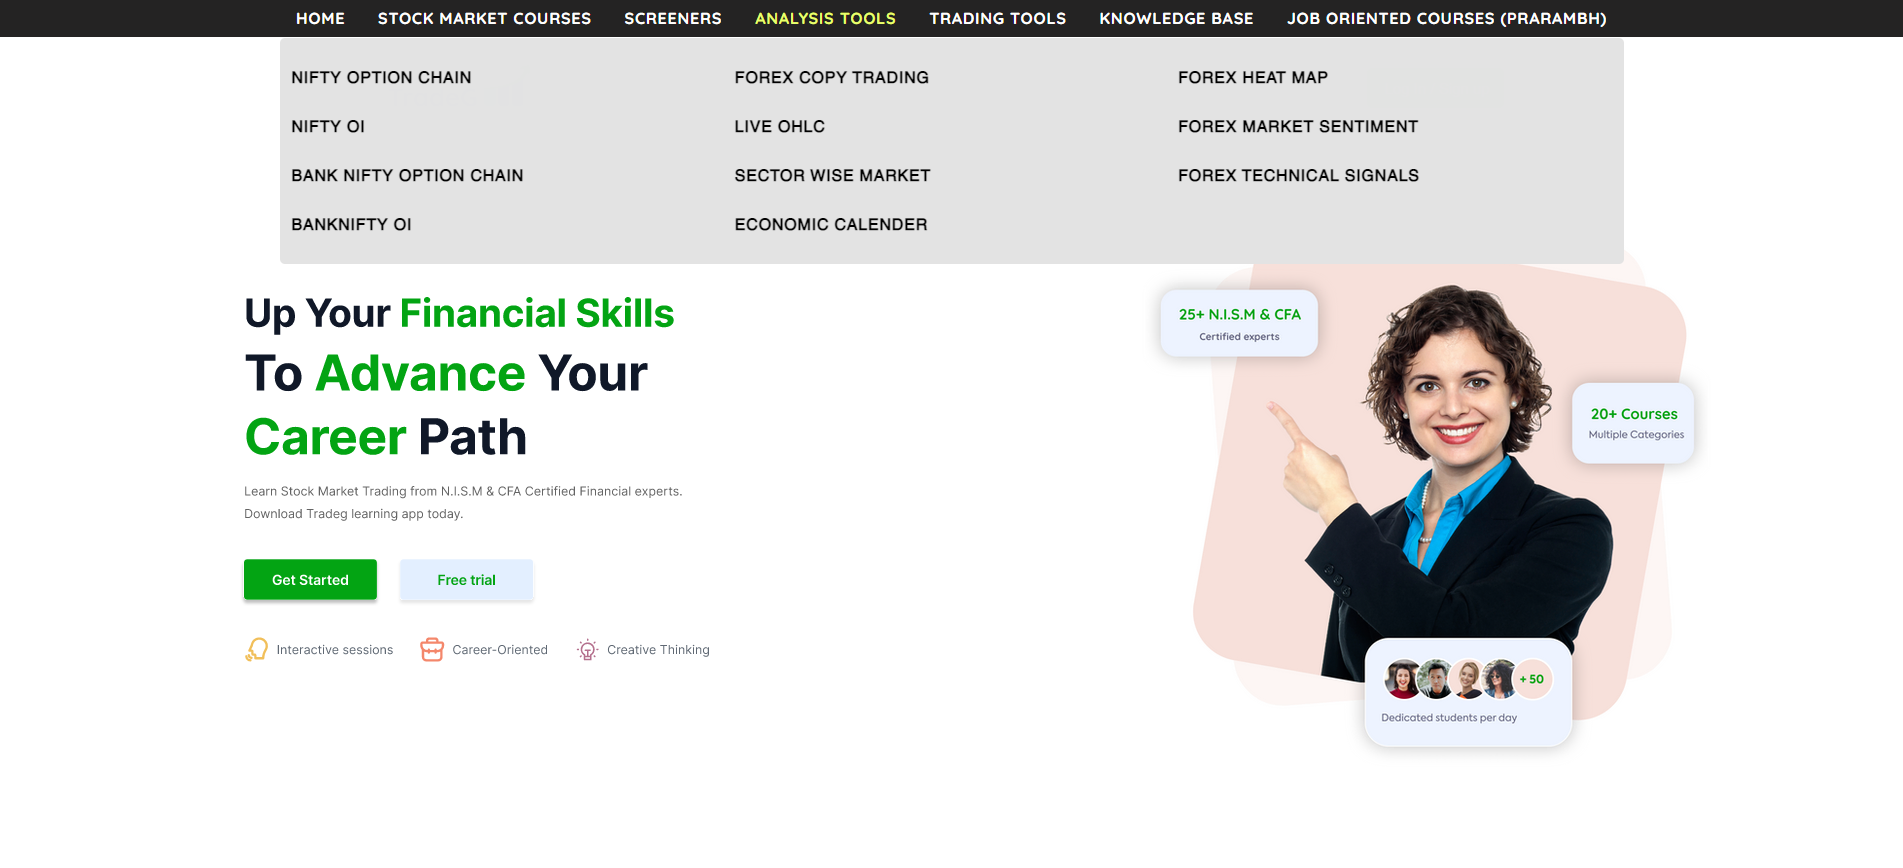 HOME STOCK MARKET COURSES SCREENERS ANALYSIS TOOLS TRADING TOOLS KNOWLEDGE BASE JOB ORIENTED COURSES (PRARAMBH)
NIFTY OPTION CHAIN FOREX COPY TRADING FOREX HEAT MAP
NIFTY OI LIVE OHLC FOREX MARKET SENTIMENT
BANK NIFTY OPTION CHAIN SECTOR WISE MARKET FOREX TECHNICAL SIGNALS
BANKNIFTY OI ECONOMIC CALENDER
Up Your Financial Skills
To Advance Your
Career Path
Learn Stock Market Trading from N.I.S.M & CFA Certified Financial experts.
Download Tradeg learning app today.
Get Started Free trial
Interactive sessions Career-Oriented Creative Thinking
25+ N.I.S.M & CFA
Certified experts
20+ Courses
Multiple Categories
+ 50
Dedicated students per day